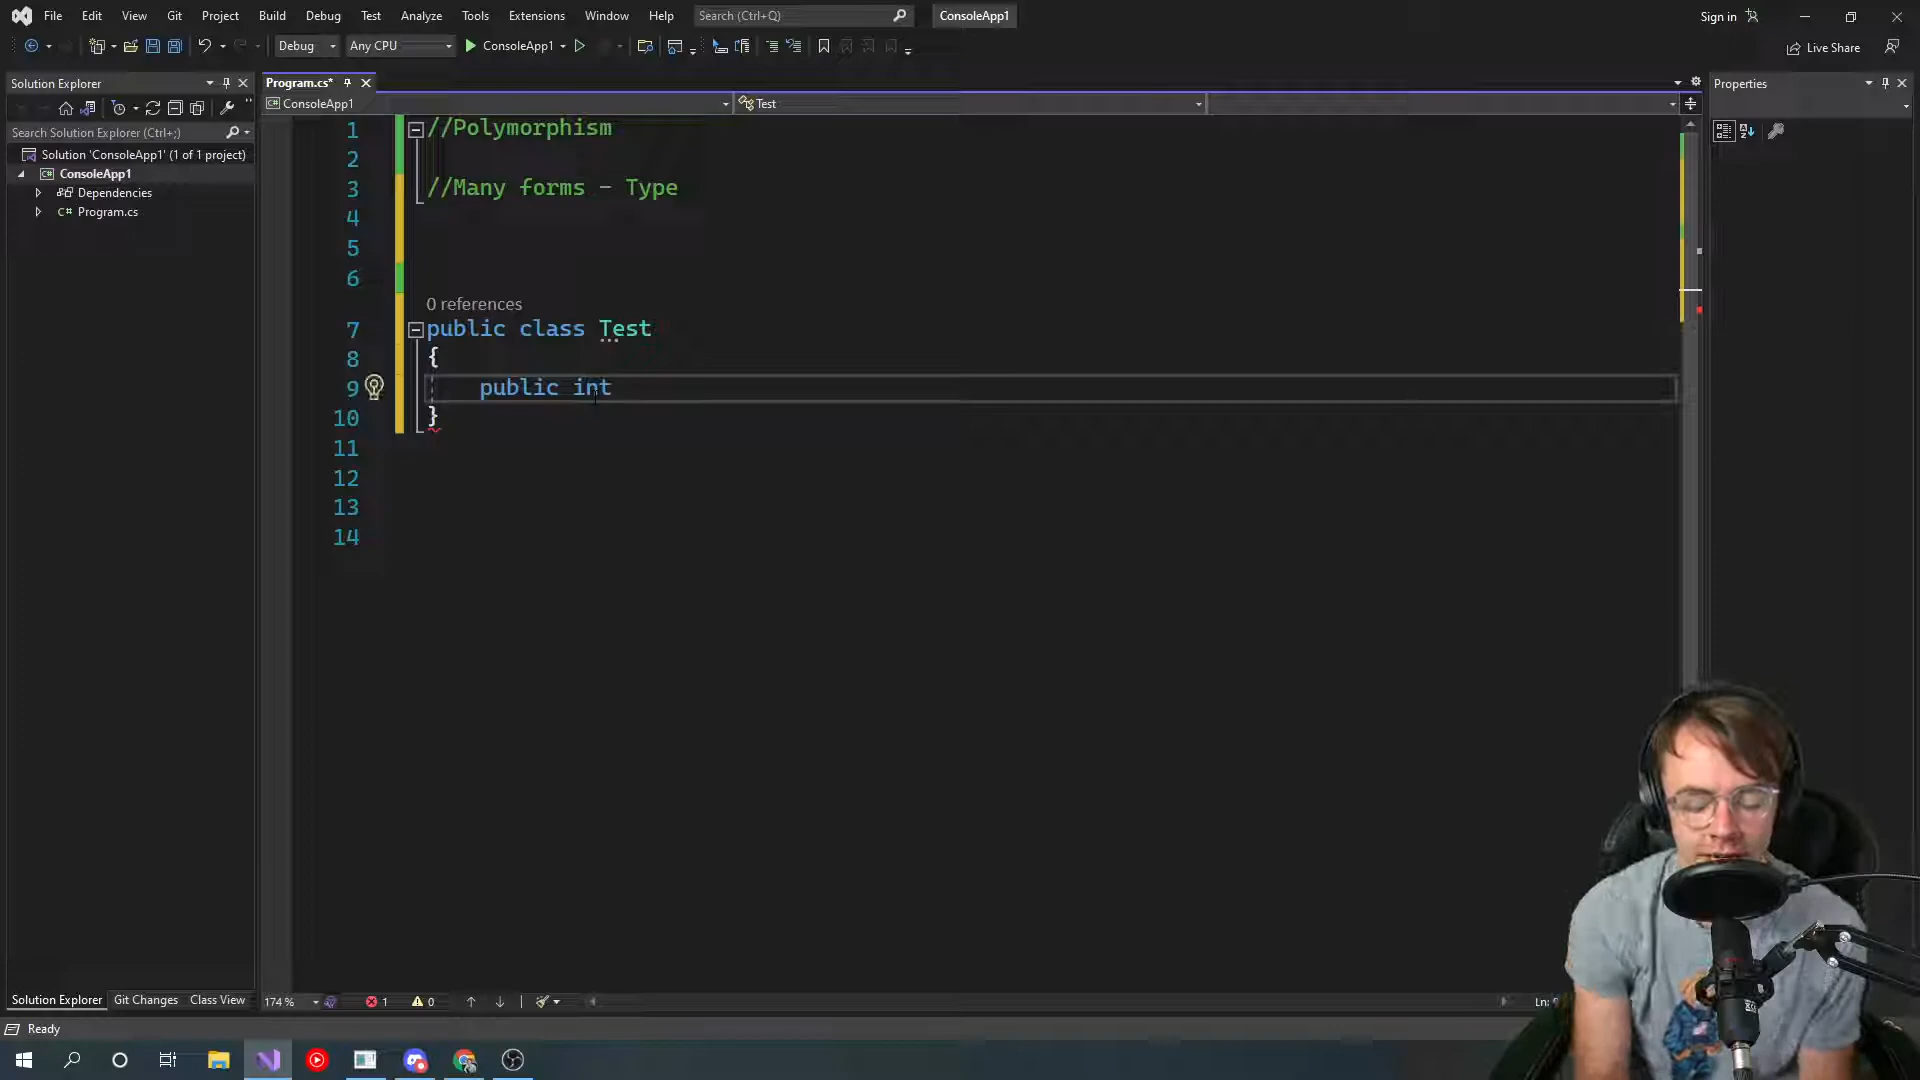 File Edit View Git Project Build Debug Test Analyze Tools Extensions Window Help Search (Ctrl+Q) ConsoleApp1 Sign in
Debug Any CPU ConsoleApp1 Live Share
Solution Explorer
Search Solution Explorer (Ctrl+;)
Solution 'ConsoleApp1' (1 of 1 project)
ConsoleApp1
Dependencies
C# Program.cs
Program.cs*
C# ConsoleApp1 Test
1 //Polymorphism
2
3 //Many forms - Type
4
5
6
0 references
7 public class Test
8 {
9 public int
10 }
11
12
13
14
Properties
Solution Explorer Git Changes Class View
174 % 1 0 Ln:
Ready